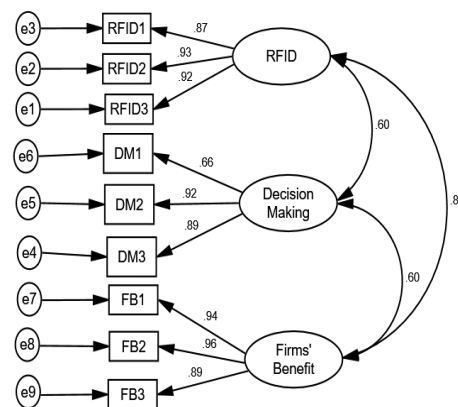 e3
RFID1
.87
RFID
e2
RFID2
.93
e1
RFID3
.92
.60
e6
DM1
.66
Decision
Making
e5
DM2
.92
e4
DM3
.89
.60
e7
FB1
.94
Firms'
Benefit
e8
FB2
.96
e9
FB3
.89